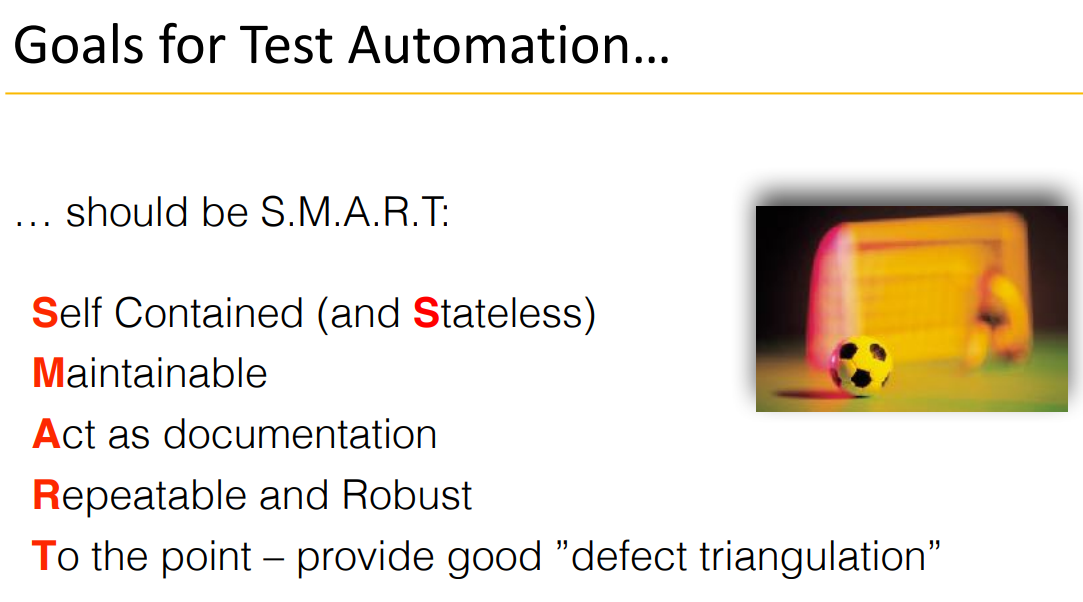 Goals for Test Automation...
... should be S.M.A.R.T:
Self Contained (and Stateless)
Maintainable
Act as documentation
Repeatable and Robust
To the point – provide good ”defect triangulation”